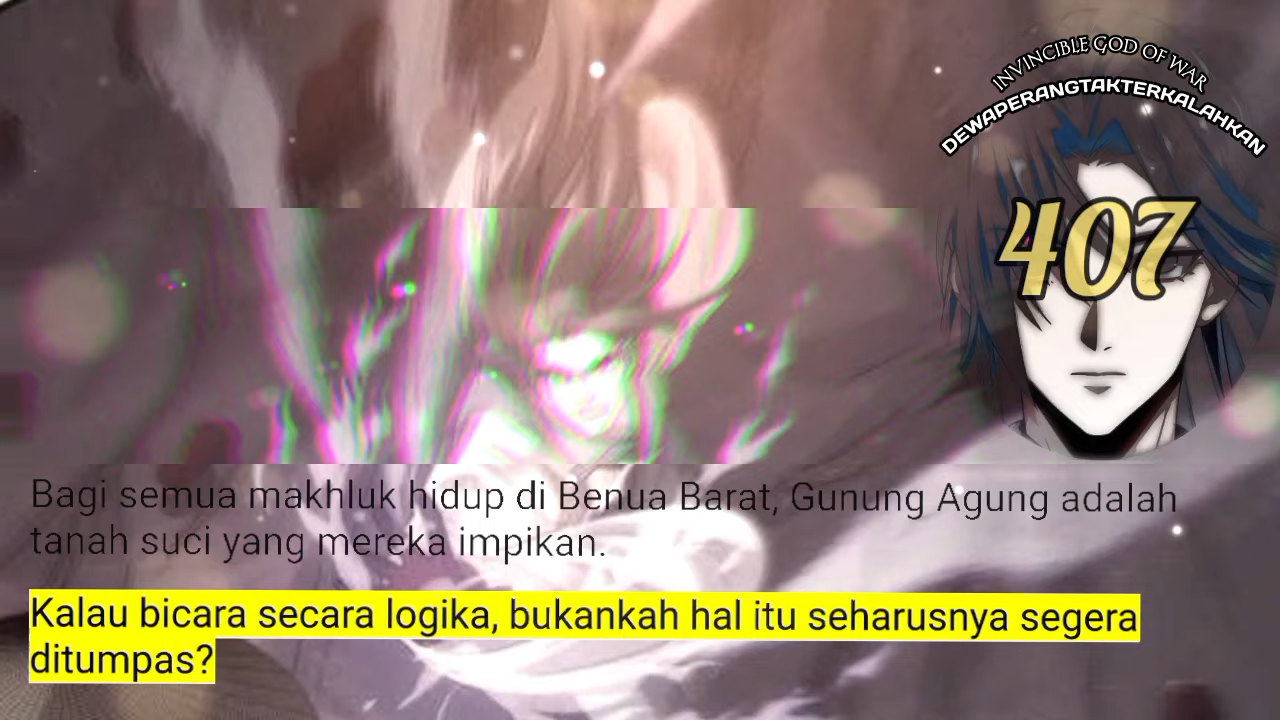 INVINCIBLE GOD OF WAR
DEWAPERANGTAKTERKALAHKAN
407
Bagi semua makhluk hidup di Benua Barat, Gunung Agung adalah
tanah suci yang mereka impikan.
Kalau bicara secara logika, bukankah hal itu seharusnya segera
ditumpas?